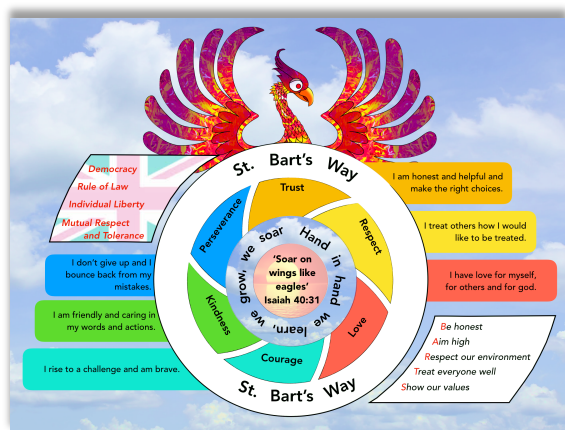 St. Bart's Way
Democracy
Rule of Law
Individual Liberty
Mutual Respect
and Tolerance
I don't give up and I
bounce back from my
mistakes.
I am friendly and caring in
my words and actions.
I rise to a challenge and am brave.
Trust
Respect
Love
Courage
Kindness
Perseverance
Hand in hand we learn, we grow, we soar
'Soar on
wings like
eagles'
Isaiah 40:31
I am honest and helpful and
make the right choices.
I treat others how I would
like to be treated.
I have love for myself,
for others and for god.
Be honest
Aim high
Respect our environment
Treat everyone well
Show our values
St. Bart's Way